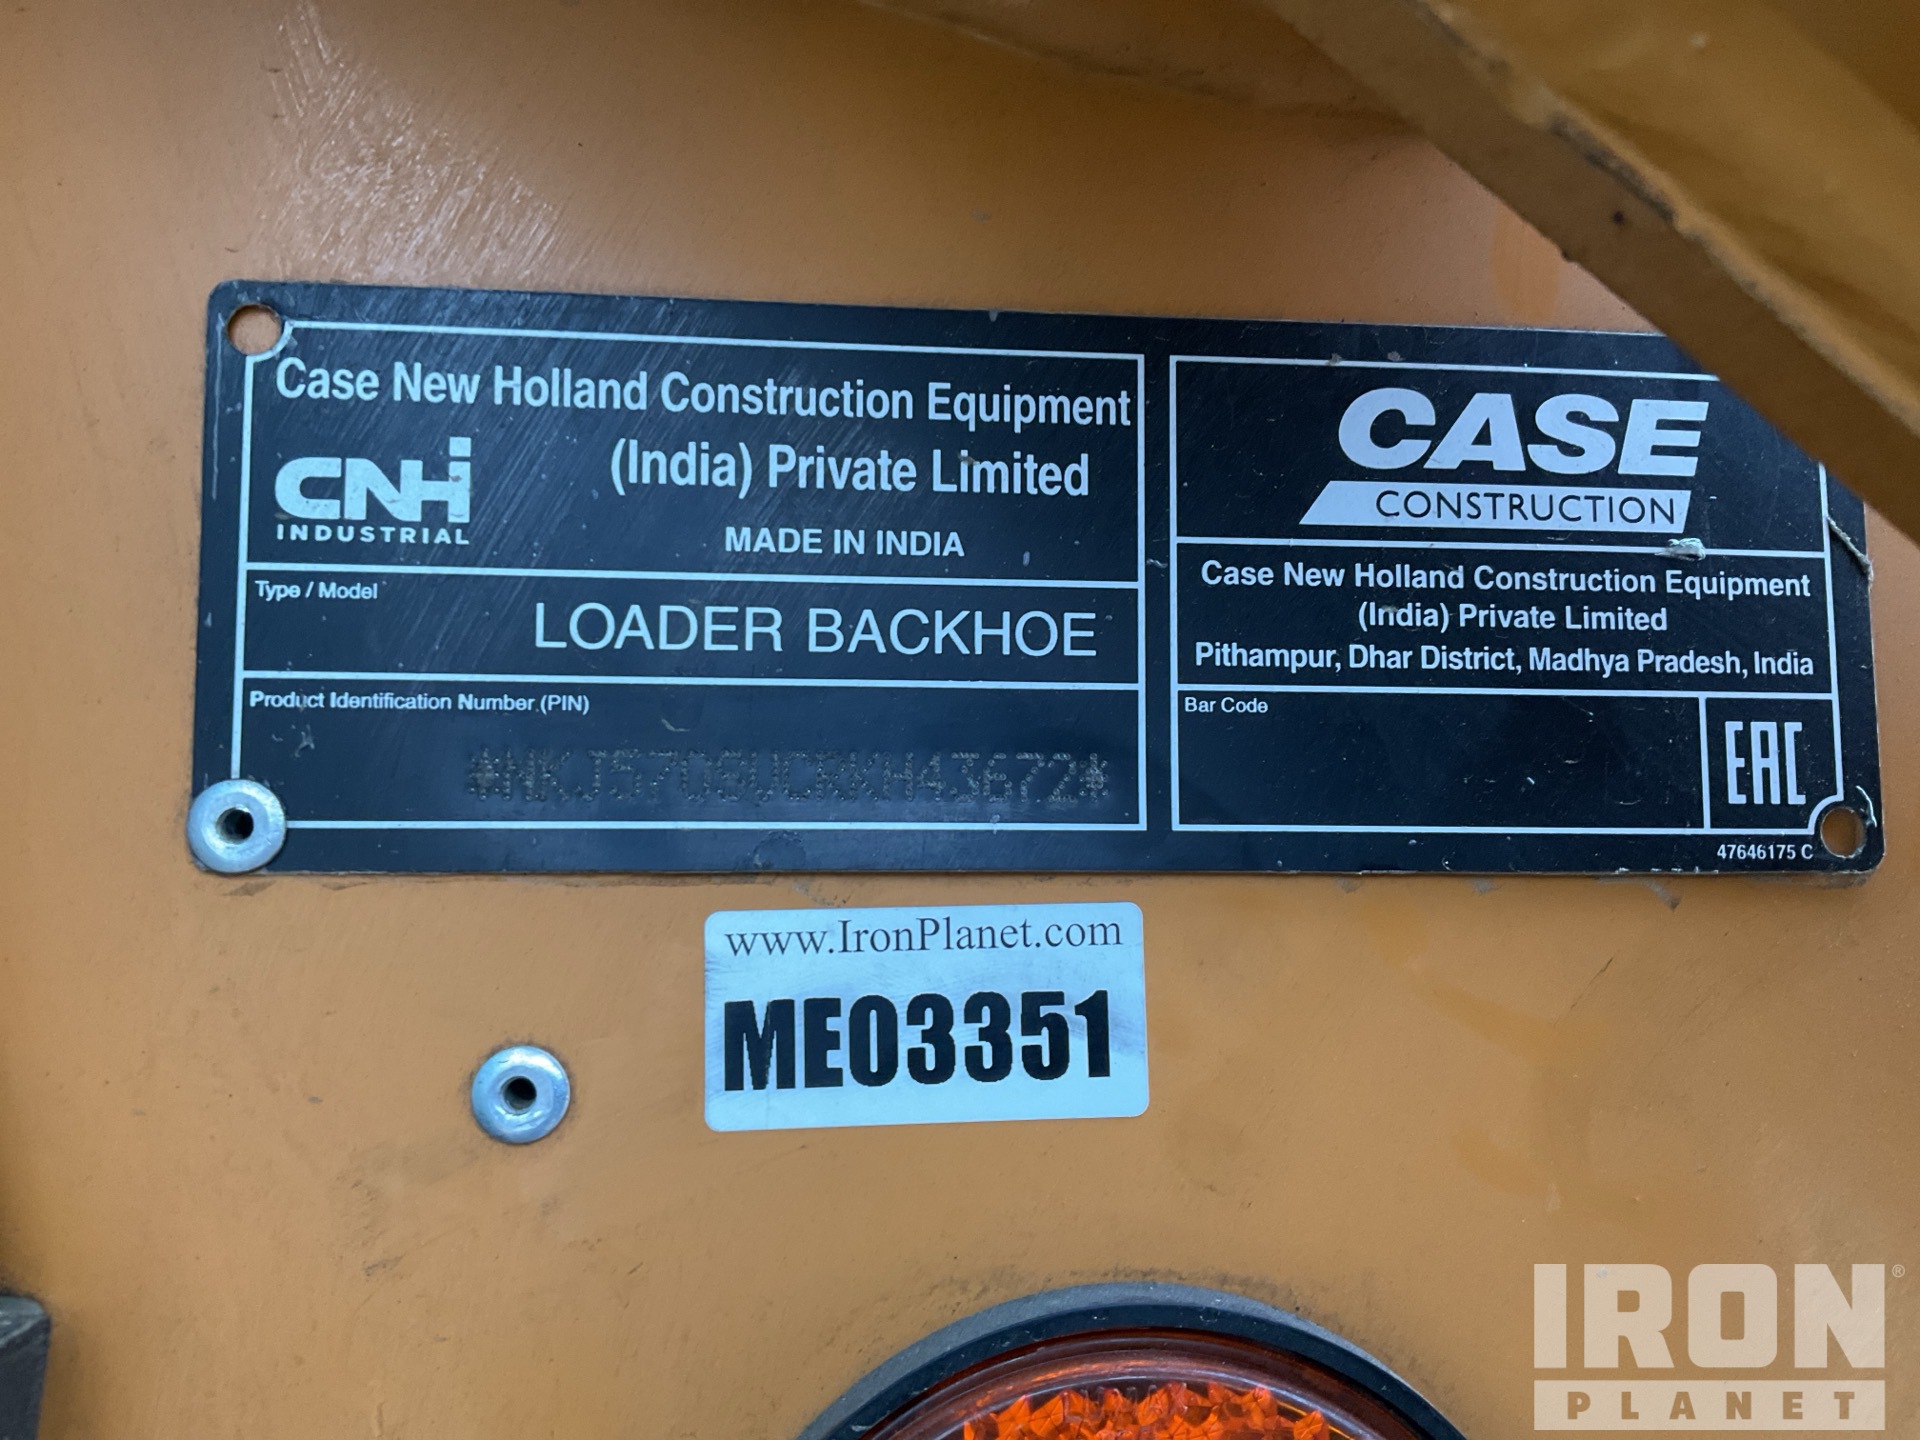 Case New Holland Construction Equipment
(India) Private Limited
CNHi
INDUSTRIAL
MADE IN INDIA
Type / Model
LOADER BACKHOE
Product Identification Number (PIN)
CASE
CONSTRUCTION
Case New Holland Construction Equipment
(India) Private Limited
Pithampur, Dhar District, Madhya Pradesh, India
Bar Code
EAC
47646175 C
www.IronPlanet.com
ME03351
IRON®
PLANET